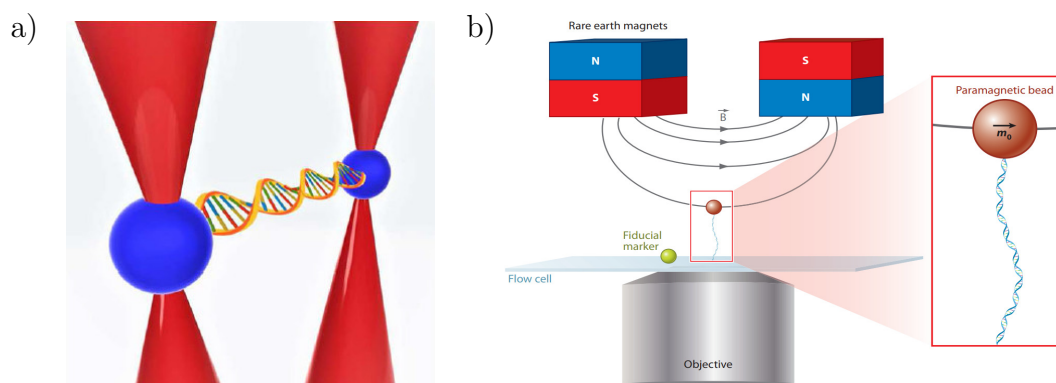 a)
b)
Rare earth magnets
N
S
S
N
B
Paramagnetic bead
m₀
Fiducial
marker
Flow cell
Objective